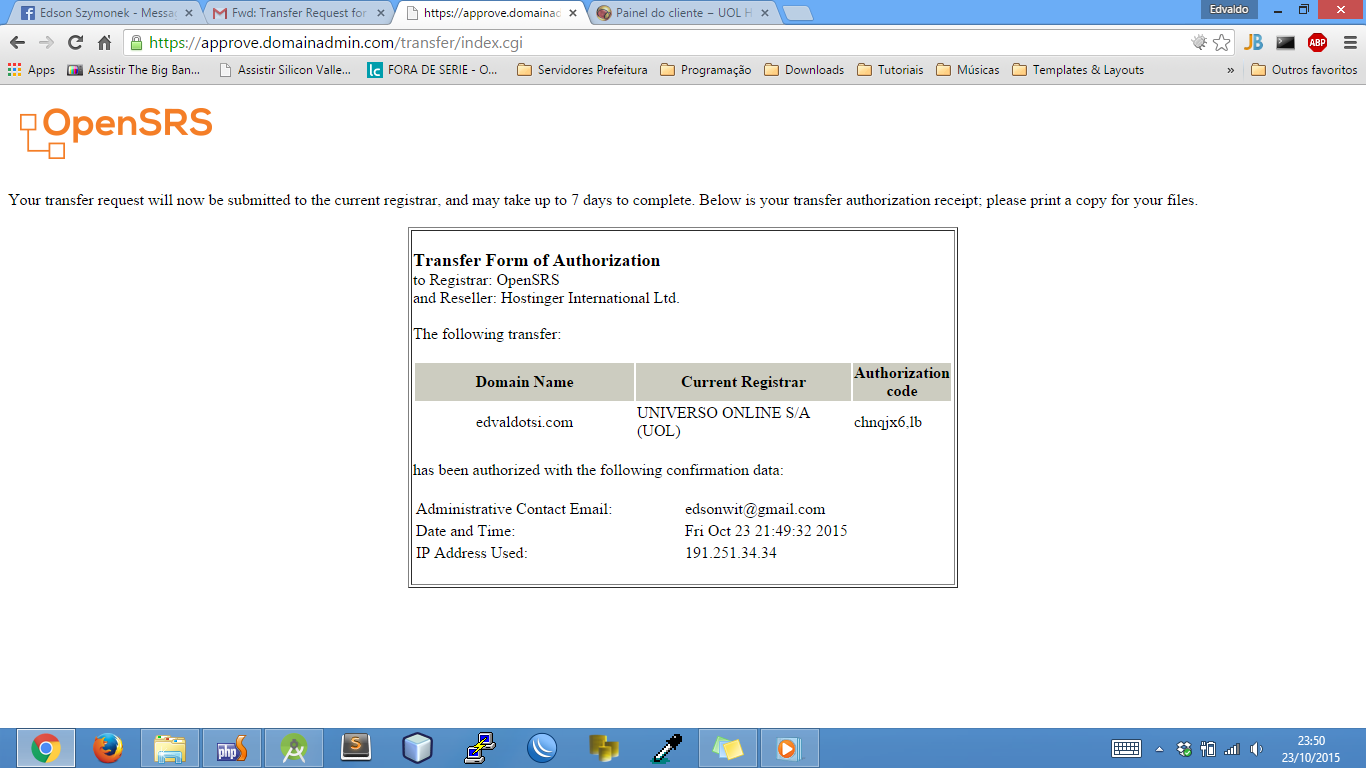 Edson Szymonek - Messa
Fwd: Transfer Request for
https://approve.domainad
Painel do cliente – UOL H
Edvaldo
https://approve.domainadmin.com/transfer/index.cgi
JB
ABP
Apps
Assistir The Big Ban...
Assistir Silicon Valle...
lc FORA DE SERIE - O...
Servidores Prefeitura
Programação
Downloads
Tutoriais
Músicas
Templates & Layouts
»
Outros favoritos
OpenSRS
Your transfer request will now be submitted to the current registrar, and may take up to 7 days to complete. Below is your transfer authorization receipt; please print a copy for your files.
Transfer Form of Authorization
to Registrar: OpenSRS
and Reseller: Hostinger International Ltd.
The following transfer:
Domain Name
Current Registrar
Authorization
code
edvaldotsi.com
UNIVERSO ONLINE S/A
(UOL)
chnqjx6,lb
has been authorized with the following confirmation data:
Administrative Contact Email: edsonwit@gmail.com
Date and Time: Fri Oct 23 21:49:32 2015
IP Address Used: 191.251.34.34
php
S
23:50
23/10/2015